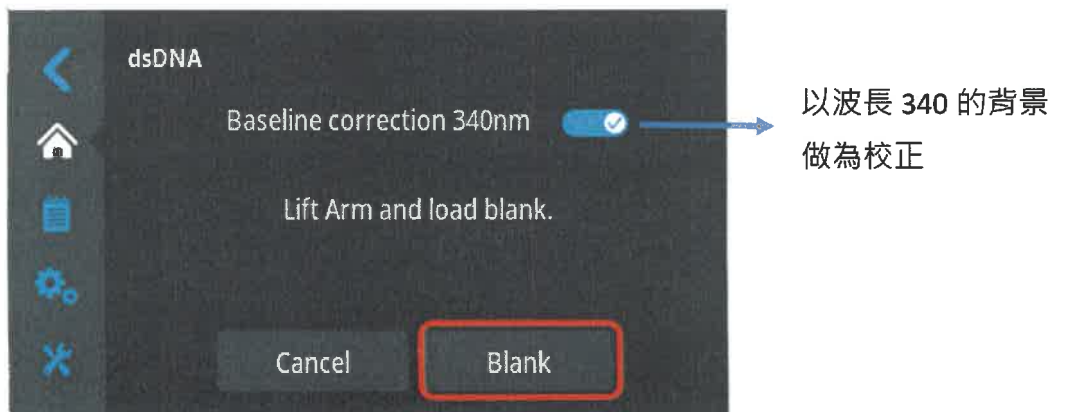 dsDNA
Baseline correction 340nm
以波長 340 的背景
做為校正
Lift Arm and load blank.
Cancel
Blank